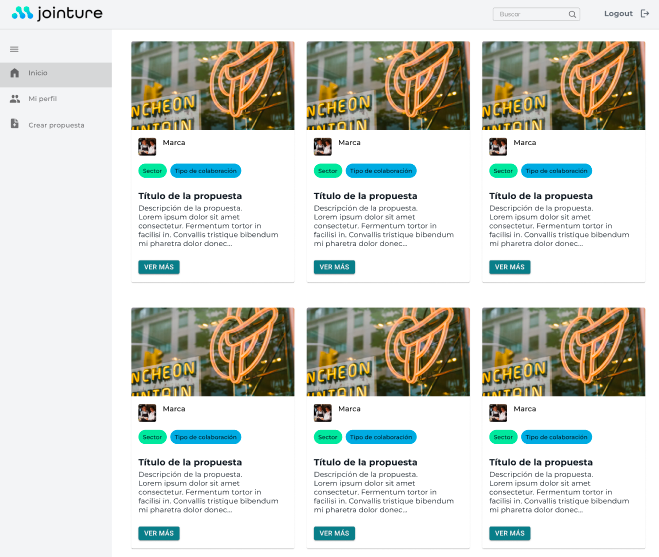 jointure
Buscar
Logout
Inicio
Mi perfil
Crear propuesta
NCHEON
UNTAIN
NCHEON
UNTAIN
NCHEON
UNTAIN
Marca
Marca
Marca
Sector Tipo de colaboración
Sector Tipo de colaboración
Sector Tipo de colaboración
Título de la propuesta
Descripción de la propuesta.
Lorem ipsum dolor sit amet
consectetur. Fermentum tortor in
facilisi in. Convallis tristique bibendum
mi pharetra dolor donec...
VER MÁS
Título de la propuesta
Descripción de la propuesta.
Lorem ipsum dolor sit amet
consectetur. Fermentum tortor in
facilisi in. Convallis tristique bibendum
mi pharetra dolor donec...
VER MÁS
Título de la propuesta
Descripción de la propuesta.
Lorem ipsum dolor sit amet
consectetur. Fermentum tortor in
facilisi in. Convallis tristique bibendum
mi pharetra dolor donec...
VER MÁS
NCHEON
UNTAIN
NCHEON
UNTAIN
NCHEON
UNTAIN
Marca
Marca
Marca
Sector Tipo de colaboración
Sector Tipo de colaboración
Sector Tipo de colaboración
Título de la propuesta
Descripción de la propuesta.
Lorem ipsum dolor sit amet
consectetur. Fermentum tortor in
facilisi in. Convallis tristique bibendum
mi pharetra dolor donec...
VER MÁS
Título de la propuesta
Descripción de la propuesta.
Lorem ipsum dolor sit amet
consectetur. Fermentum tortor in
facilisi in. Convallis tristique bibendum
mi pharetra dolor donec...
VER MÁS
Título de la propuesta
Descripción de la propuesta.
Lorem ipsum dolor sit amet
consectetur. Fermentum tortor in
facilisi in. Convallis tristique bibendum
mi pharetra dolor donec...
VER MÁS